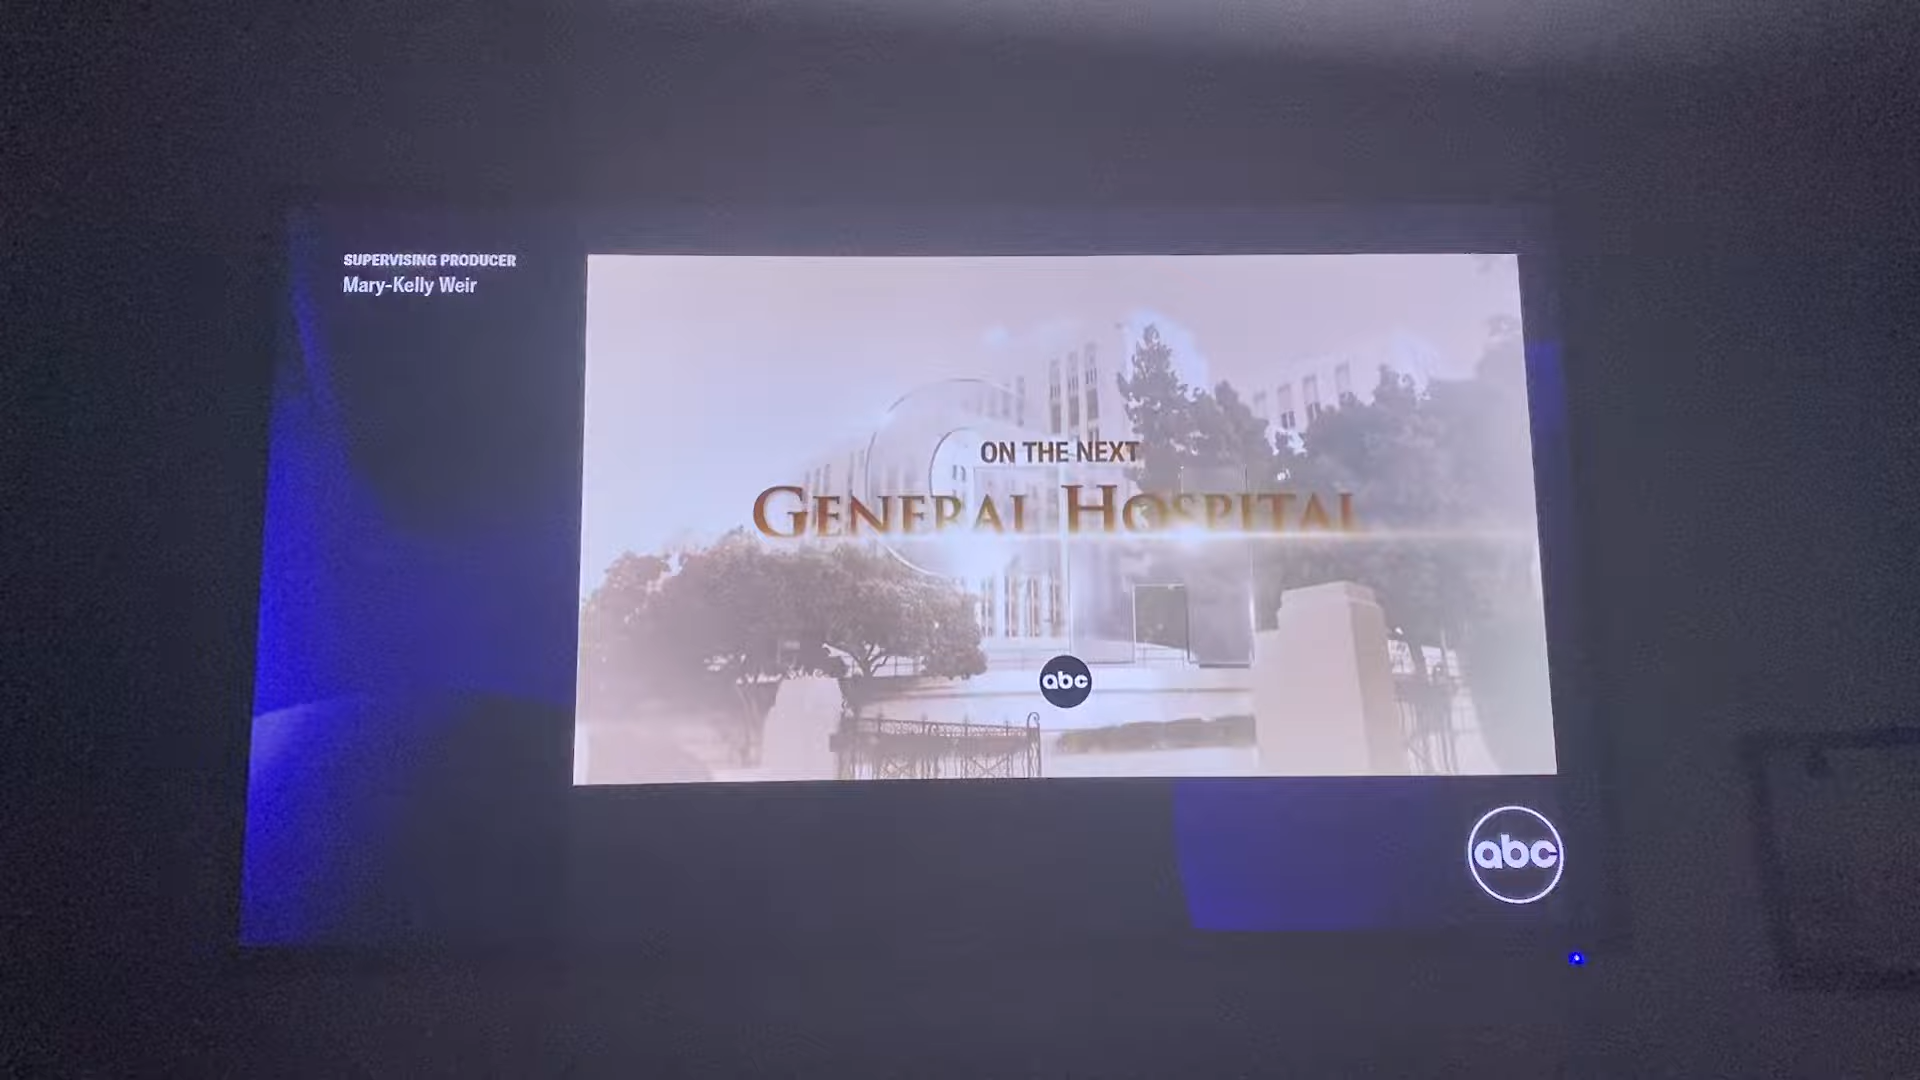 SUPERVISING PRODUCER
Mary-Kelly Weir
ON THE NEXT
GENERAL HOSPITAL
abc
abc